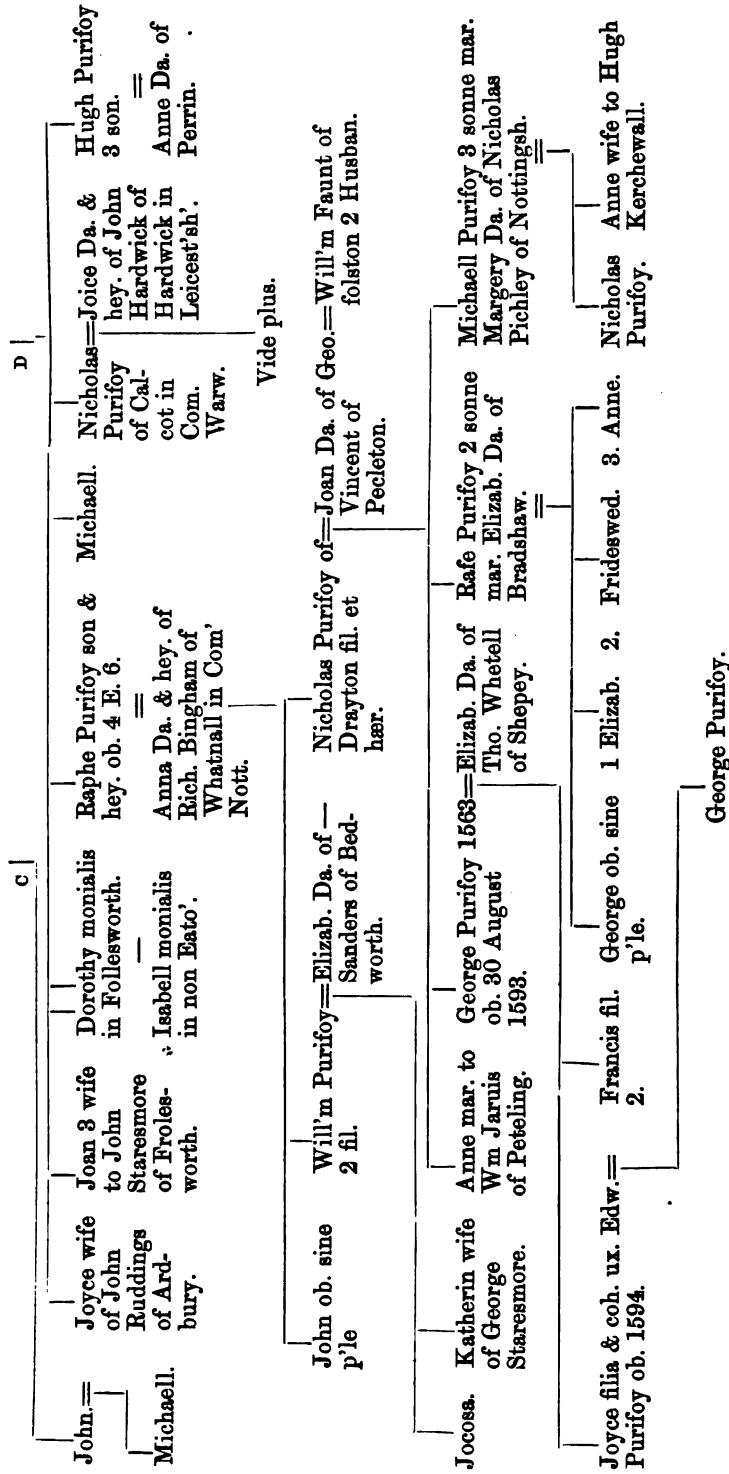 C
D
John.=
Michaell.
Joyce wife
of John
Ruddings
of Ard-
bury.
Joan 3 wife
to John
Staresmore
of Froles-
worth.
Dorothy monialis
in Follesworth.
—
Isabell monialis
in non Eato'.
Raphe Purifoy son &
hey. ob. 4 E. 6.
=
Anna Da. & hey. of
Rich. Bingham of
Whatnall in Com'
Nott.
Michaell.
Nicholas=Joice Da. &
Purifoy hey. of John
of Cal- Hardwick of
cot in Hardwick in
Com. Leicest'sh'.
Warw.
Vide plus.
Hugh Purifoy
3 son.
=
Anne Da. of
Perrin.
John ob. sine
p'le
Will'm Purifoy=Elizab. Da. of —
2 fil. Sanders of Bed-
worth.
Nicholas Purifoy of=Joan Da. of Geo.=Will'm Faunt of
Drayton fil. et Vincent of folston 2 Husban.
hær. Pecleton.
Jocosa.
Katherin wife
of George
Staresmore.
Anne mar. to
Wm Jaruis
of Peteling.
George Purifoy 1563=Elizab. Da. of
ob. 30 August Tho. Whetell
1593. of Shepey.
Rafe Purifoy 2 sonne
mar. Elizab. Da. of
Bradshaw.
=
Michaell Purifoy 3 sonne mar.
Margery Da. of Nicholas
Pichley of Nottingsh.
=
Joyce filia & coh. ux. Edw.=
Purifoy ob. 1594.
Francis fil.
2.
George ob. sine
p'le.
1 Elizab. 2. Frideswed. 3. Anne.
Nicholas
Purifoy.
Anne wife to Hugh
Kerchewall.
George Purifoy.